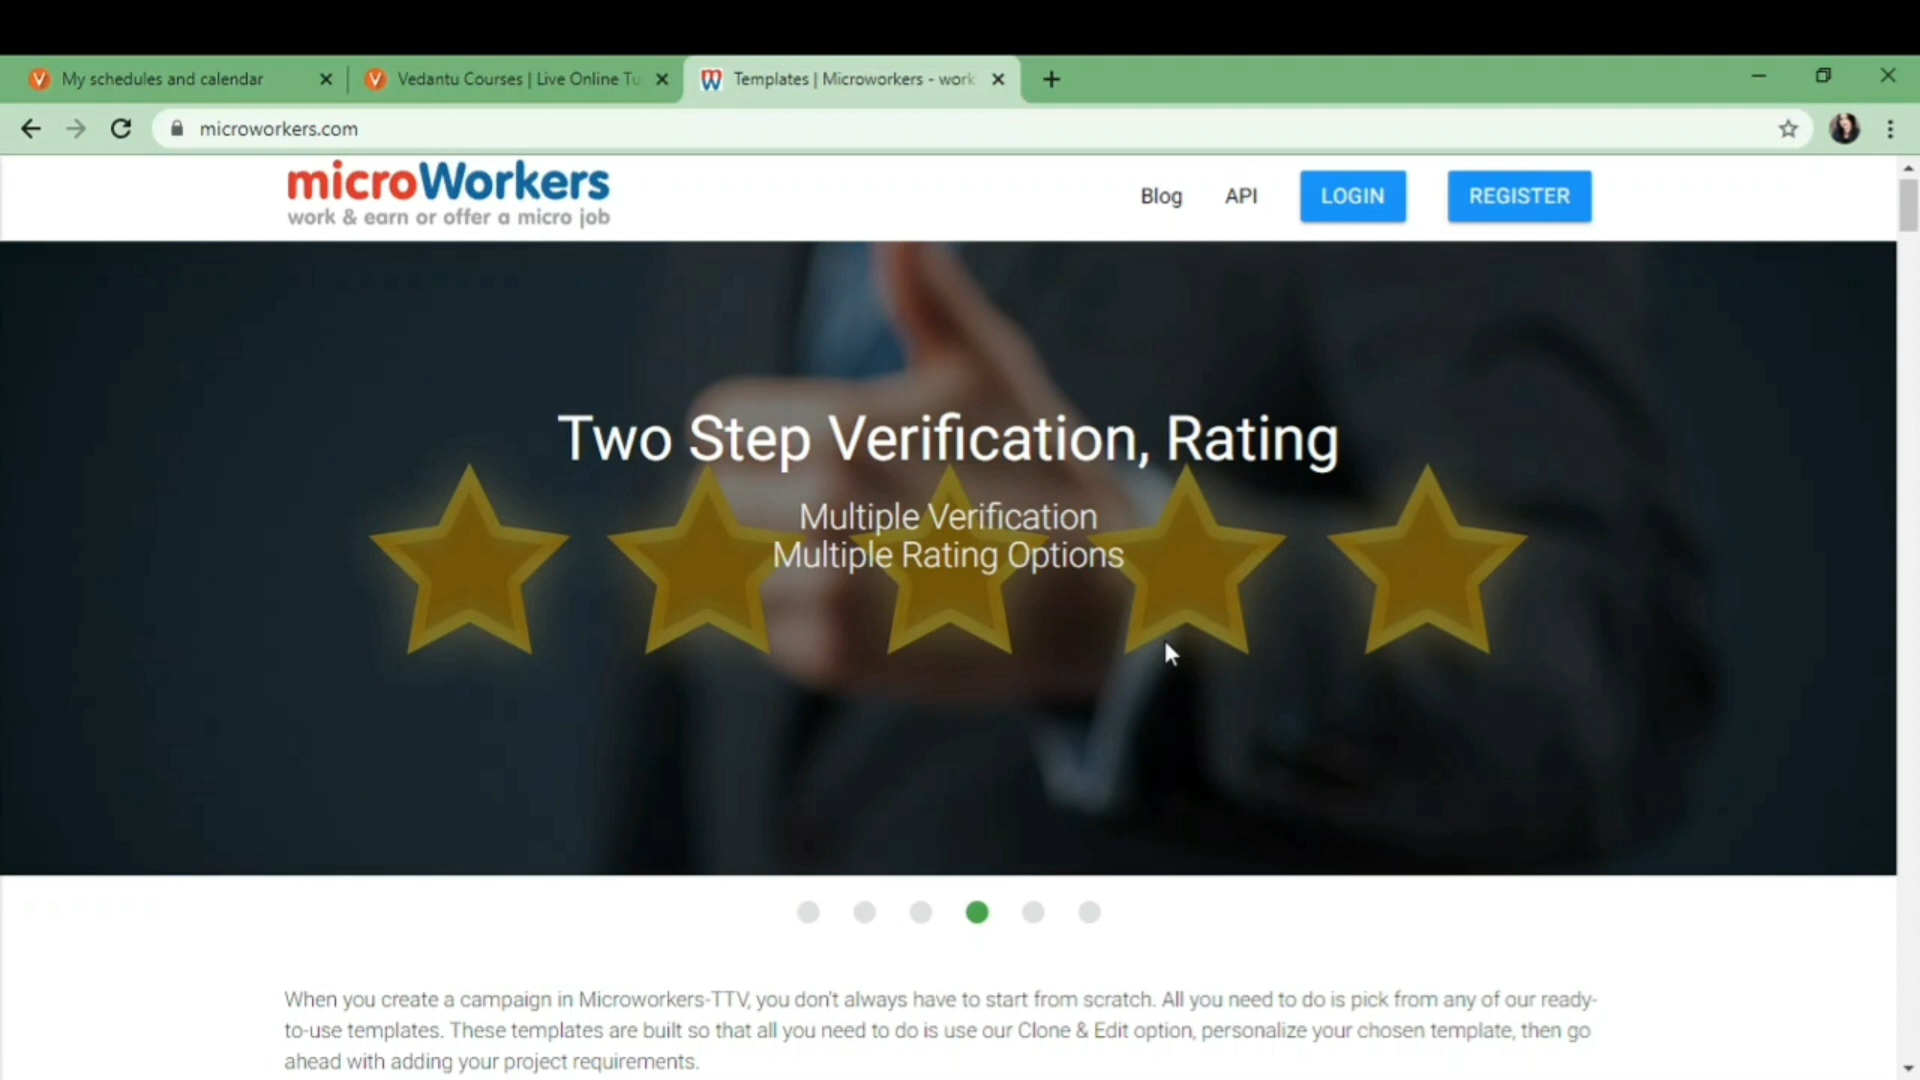 My schedules and calendar
Vedantu Courses | Live Online Tu
Templates | Microworkers - work
microworkers.com
microWorkers
work & earn or offer a micro job
Blog
API
LOGIN
REGISTER
Two Step Verification, Rating
Multiple Verification
Multiple Rating Options
When you create a campaign in Microworkers-TTV, you don't always have to start from scratch. All you need to do is pick from any of our ready-
to-use templates. These templates are built so that all you need to do is use our Clone & Edit option, personalize your chosen template, then go
ahead with adding your project requirements.